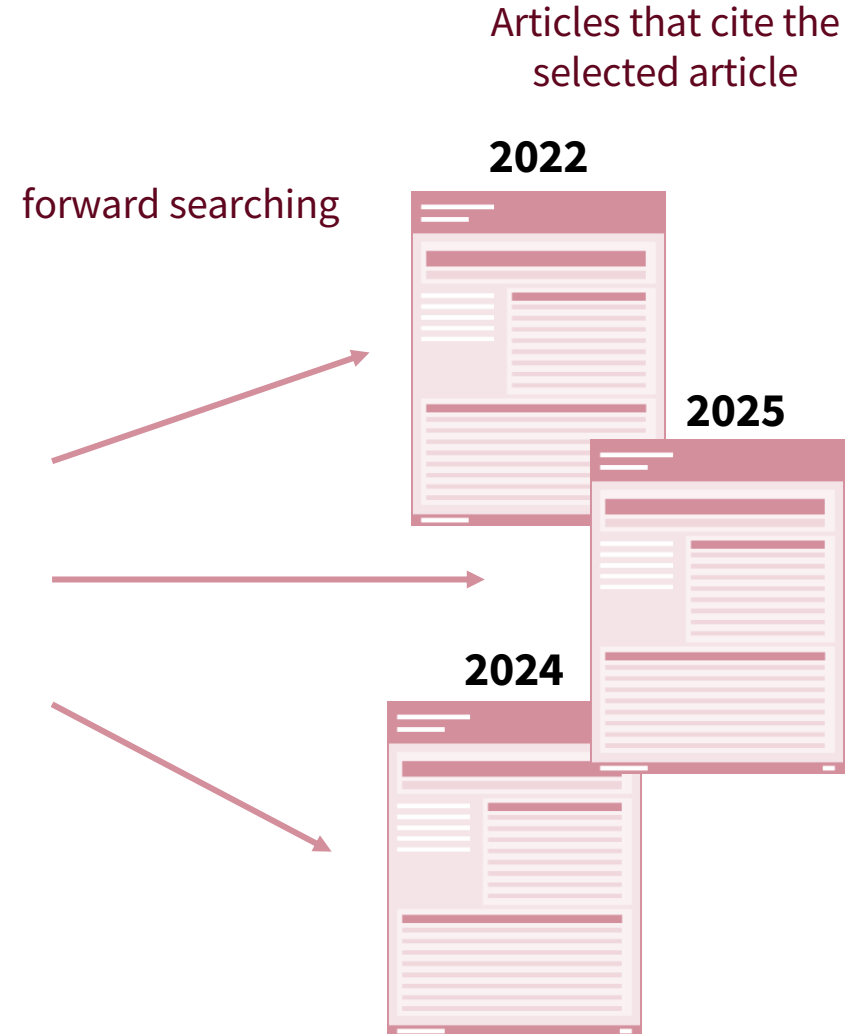 Articles that cite the
selected article
2022
forward searching
2025
2024